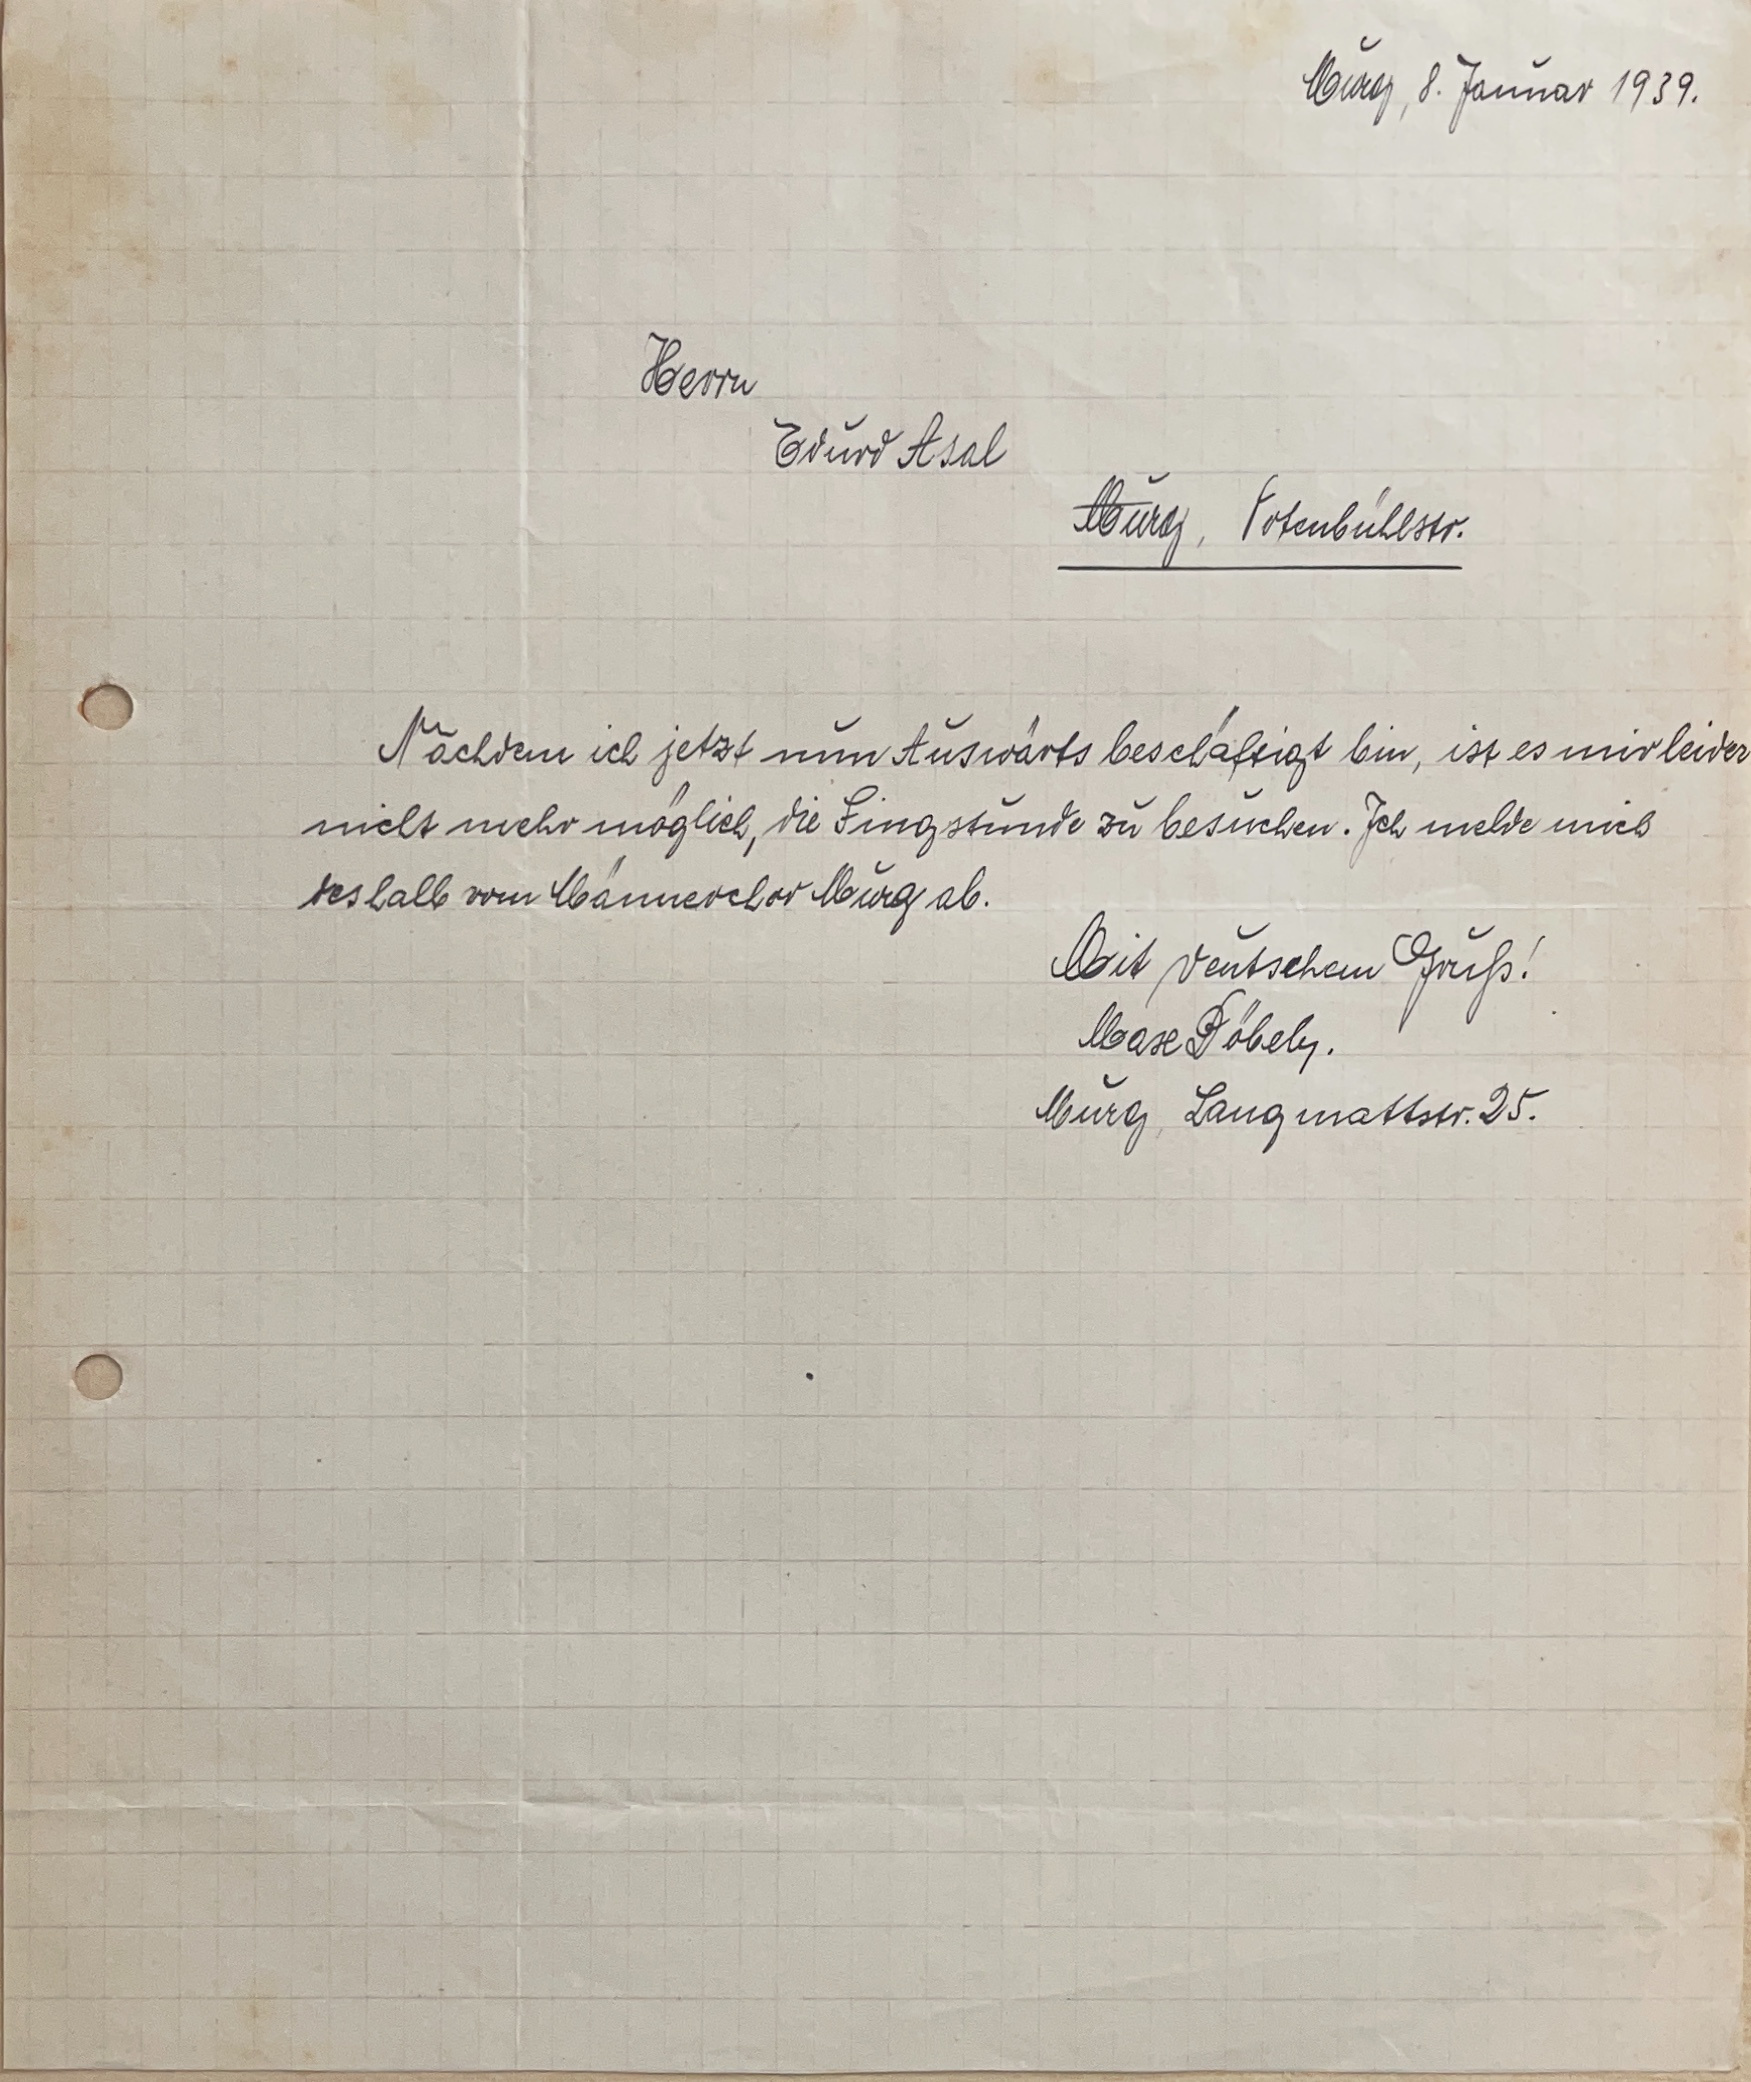 Murg, 8. Januar 1939.
Herrn
Edurd Asal
Murg, Totenbühlstr.
Nachdem ich jetzt nun Auswärts beschäftigt bin, ist es mir leider
nicht mehr möglich, die Singstunde zu besuchen. Ich melde mich
deshalb vom Männerchor Murg ab.
Mit deutschem Gruß!
Max Döbely.
Murg, Langmattstr. 25.